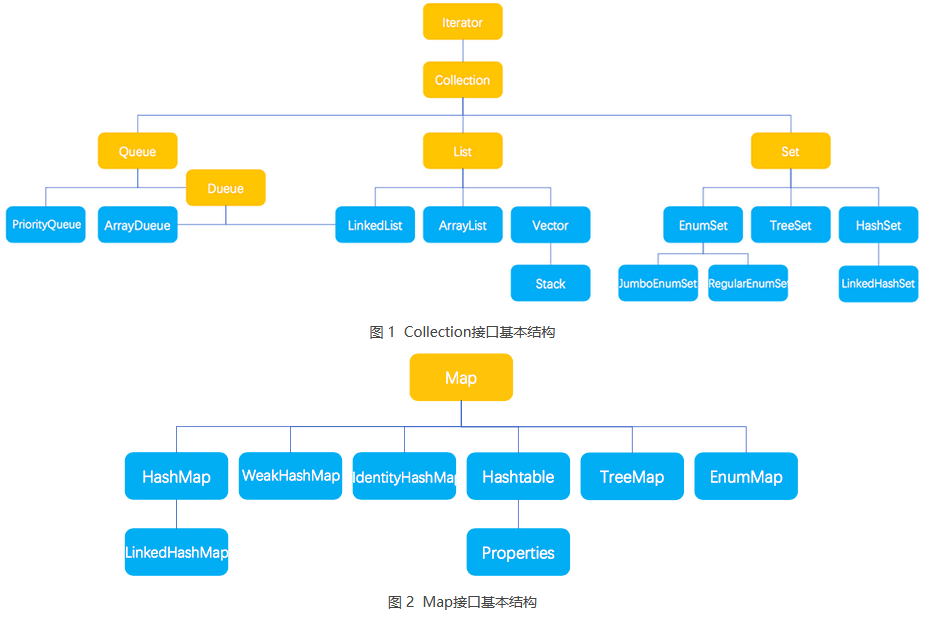 Iterator
Collection
Queue
List
Set
Dueue
PriorityQueue
ArrayDueue
LinkedList
ArrayList
Vector
EnumSet
TreeSet
HashSet
Stack
JumboEnumSet
RegularEnumSet
LinkedHashSet
图 1 Collection接口基本结构
Map
HashMap
WeakHashMap
IdentityHashMap
Hashtable
TreeMap
EnumMap
LinkedHashMap
Properties
图 2 Map接口基本结构